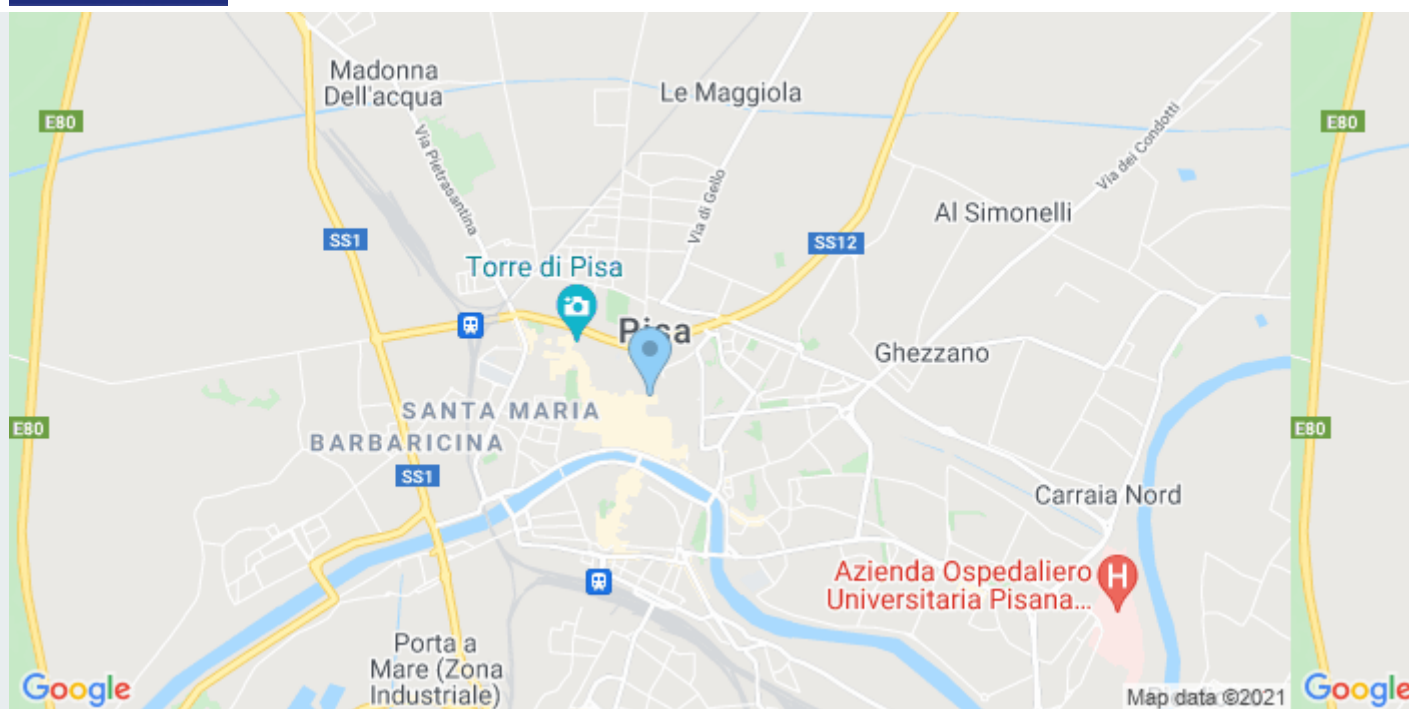 Madonna
Dell'acqua
Le Maggiola
E80
E80
Via Pietrasantina
Via dei Condotti
Via di Gello
Al Simonelli
SS1
SS12
Torre di Pisa
Pisa
Ghezzano
SANTA MARIA
BARBARICINA
E80
E80
SS1
Carraia Nord
Azienda Ospedaliero
Universitaria Pisana...
H
Porta a
Mare (Zona
Industriale)
Google
Map data ©2021
Google